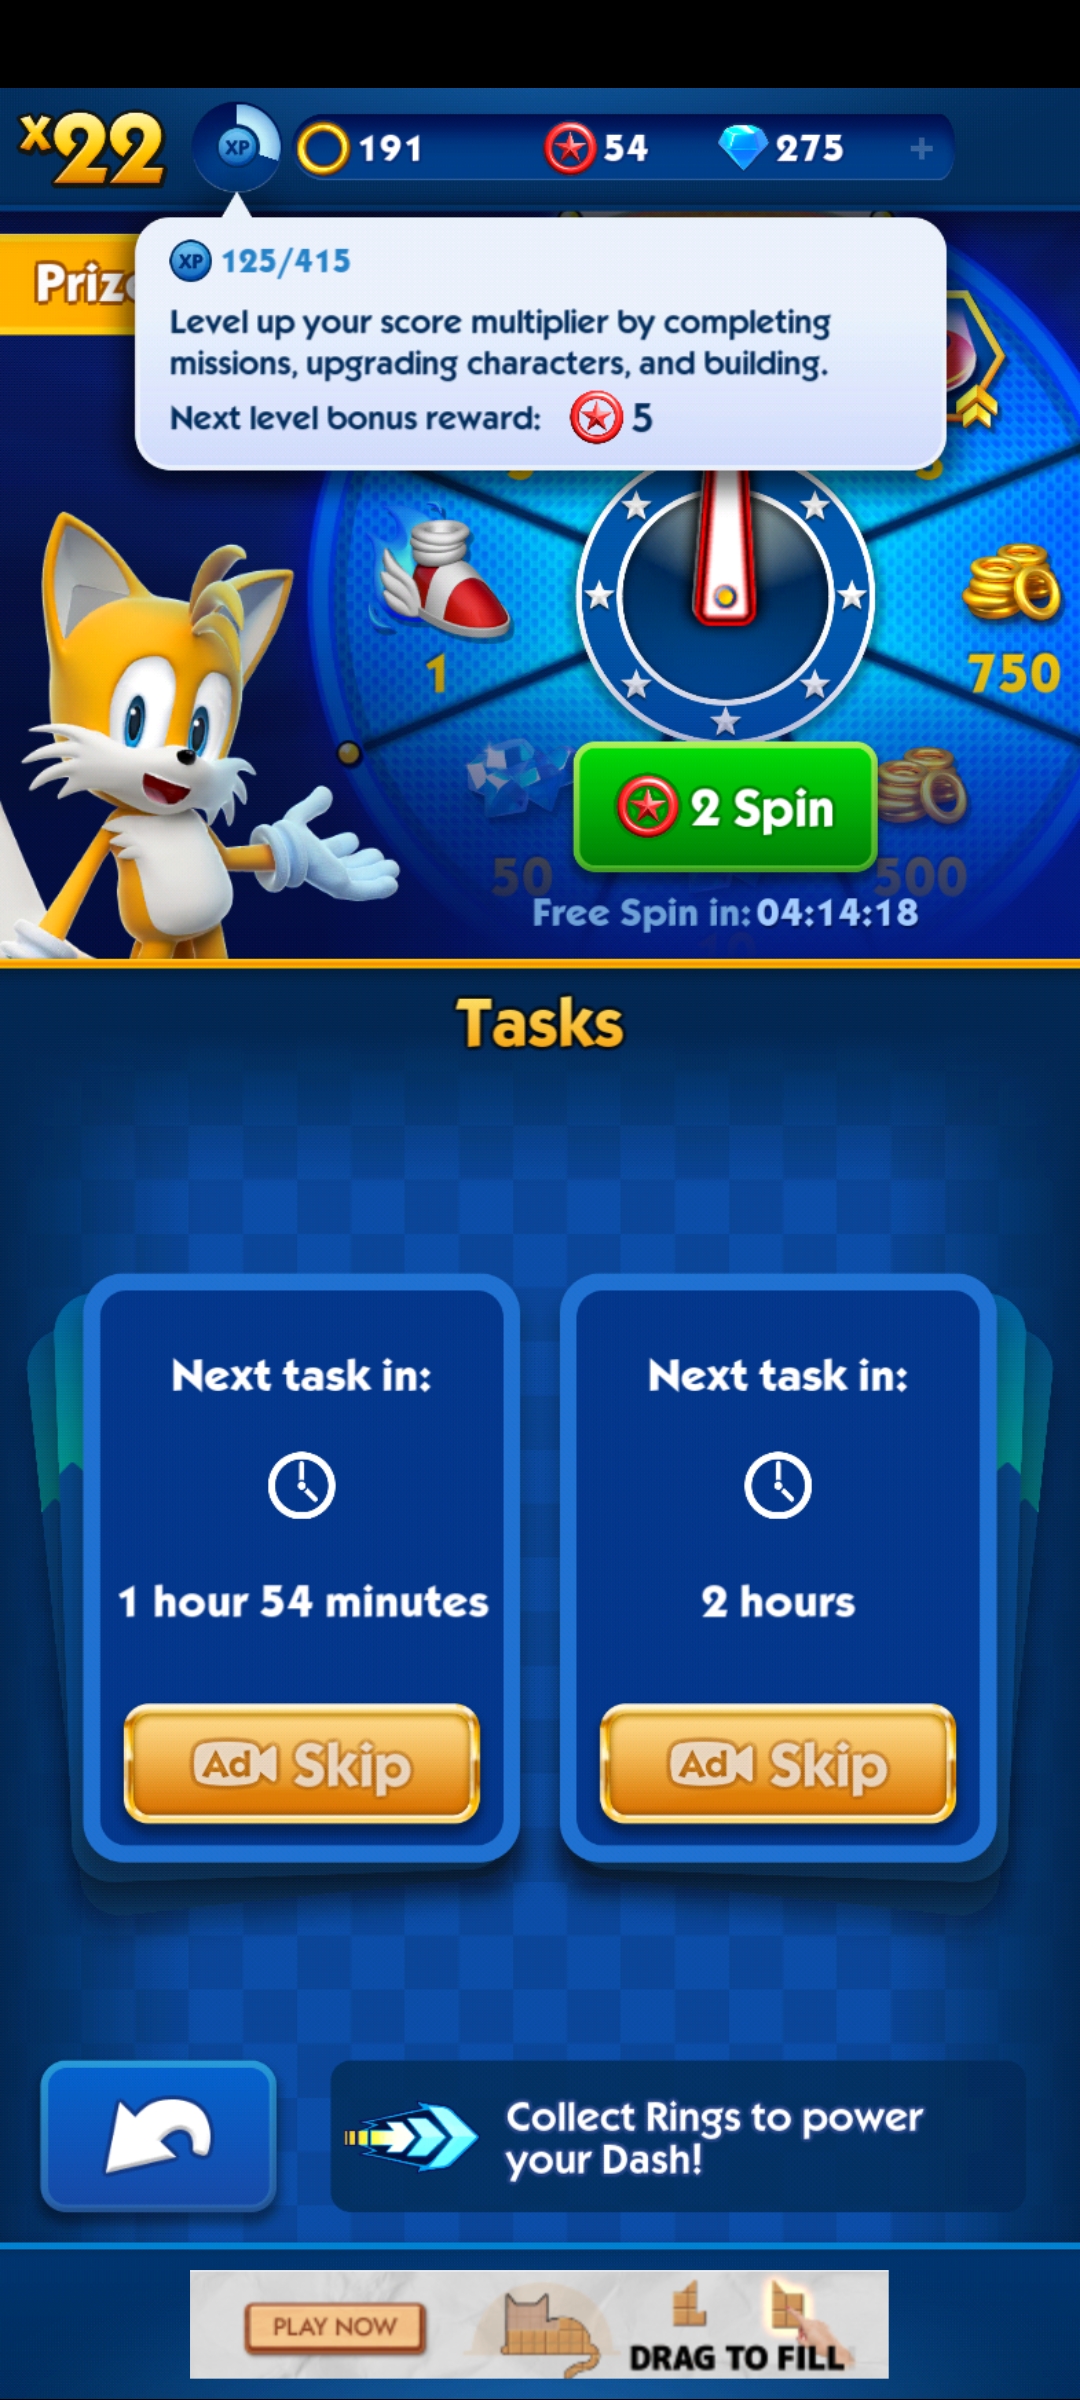 x22
XP
191
54
275
+
XP 125/415
Level up your score multiplier by completing
missions, upgrading characters, and building.
Next level bonus reward: 5
1
750
2 Spin
50
500
Free Spin in: 04:14:18
Tasks
Next task in:
1 hour 54 minutes
Ad Skip
Next task in:
2 hours
Ad Skip
Collect Rings to power
your Dash!
PLAY NOW
DRAG TO FILL